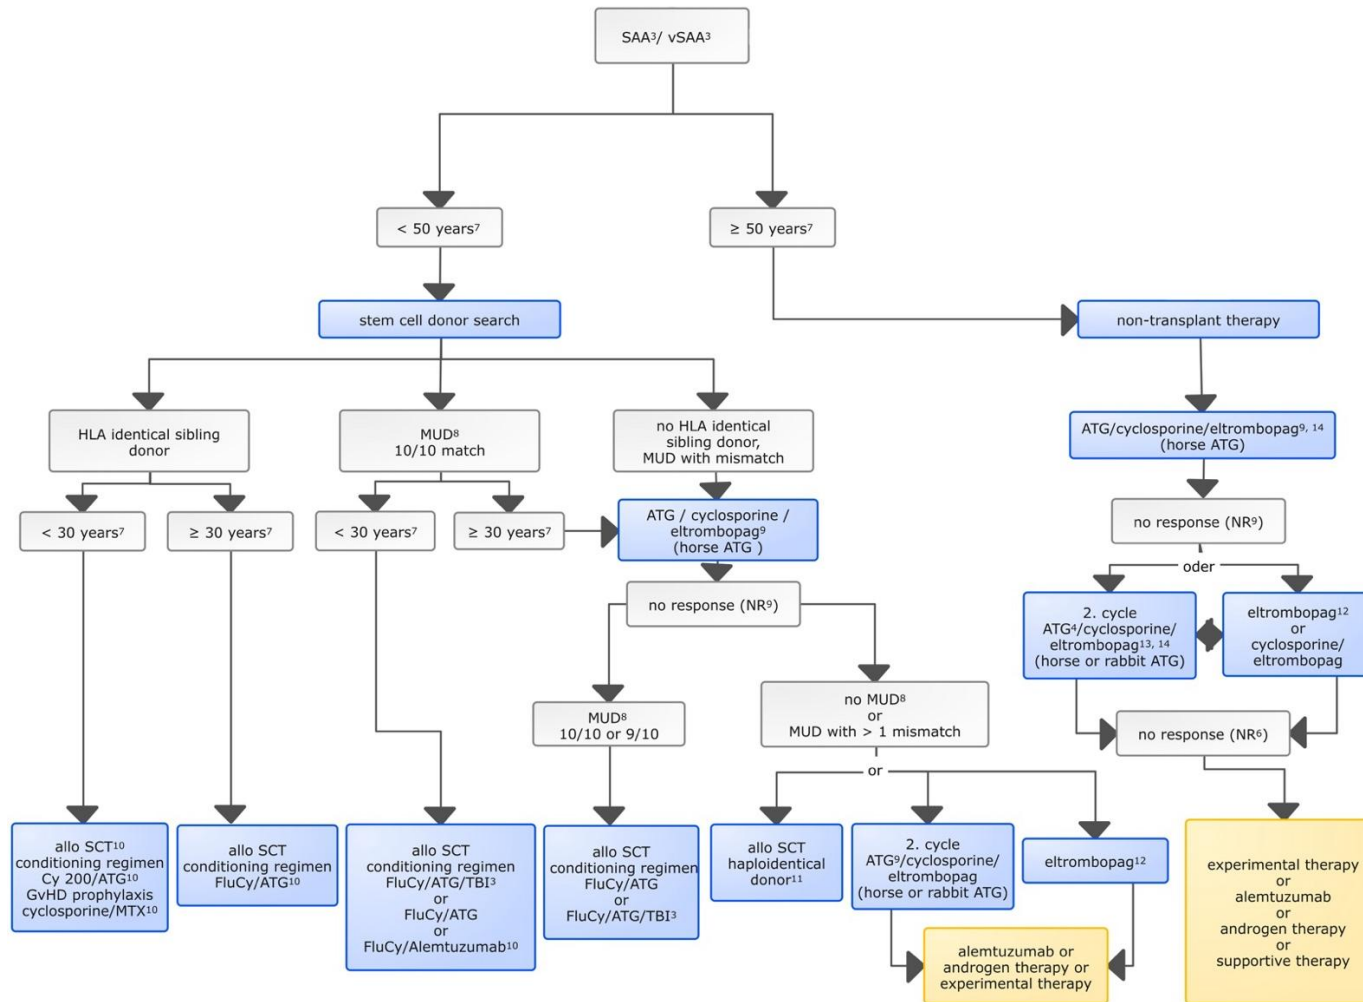 SAA³/ vSAA³
< 50 years⁷
≥ 50 years⁷
stem cell donor search
non-transplant therapy
HLA identical sibling
donor
MUD⁸
10/10 match
no HLA identical
sibling donor,
MUD with mismatch
ATG/cyclosporine/eltrombopag⁹, ¹⁴
(horse ATG)
< 30 years⁷
≥ 30 years⁷
< 30 years⁷
≥ 30 years⁷
ATG / cyclosporine /
eltrombopag⁹
(horse ATG )
no response (NR⁹)
oder
no response (NR⁹)
2. cycle
ATG⁴/cyclosporine/
eltrombopag¹³, ¹⁴
(horse or rabbit ATG)
eltrombopag¹²
or
cyclosporine/
eltrombopag
MUD⁸
10/10 or 9/10
no MUD⁸
or
MUD with > 1 mismatch
no response (NR⁶)
or
allo SCT¹⁰
conditioning regimen
Cy 200/ATG¹⁰
GvHD prophylaxis
cyclosporine/MTX¹⁰
allo SCT
conditioning regimen
FluCy/ATG¹⁰
allo SCT
conditioning regimen
FluCy/ATG/TBI³
or
FluCy/ATG
or
FluCy/Alemtuzumab¹⁰
allo SCT
conditioning regimen
FluCy/ATG
or
FluCy/ATG/TBI³
allo SCT
haploidentical
donor¹¹
2. cycle
ATG⁹/cyclosporine/
eltrombopag
(horse or rabbit ATG)
eltrombopag¹²
experimental therapy
or
alemtuzumab
or
androgen therapy
or
supportive therapy
alemtuzumab or
androgen therapy or
experimental therapy